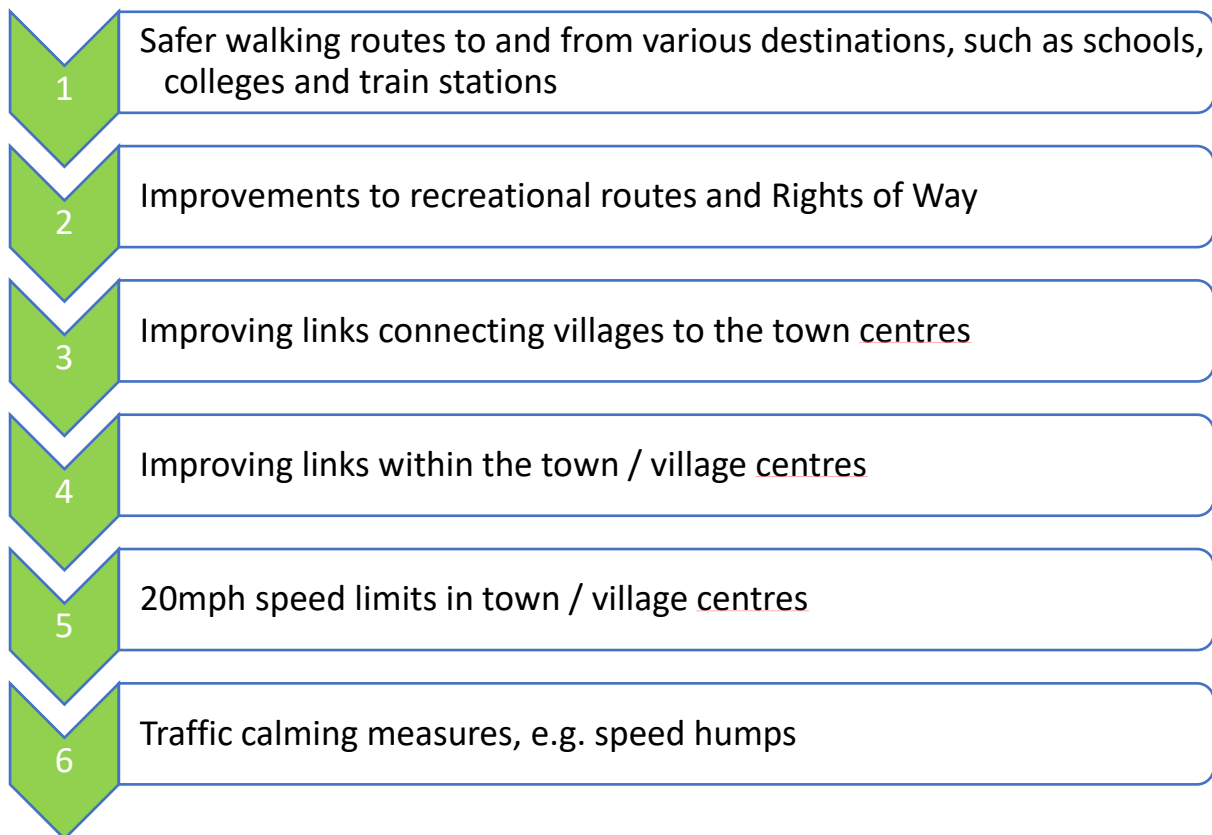 1
Safer walking routes to and from various destinations, such as schools,
colleges and train stations
2
Improvements to recreational routes and Rights of Way
3
Improving links connecting villages to the town centres
4
Improving links within the town / village centres
5
20mph speed limits in town / village centres
6
Traffic calming measures, e.g. speed humps